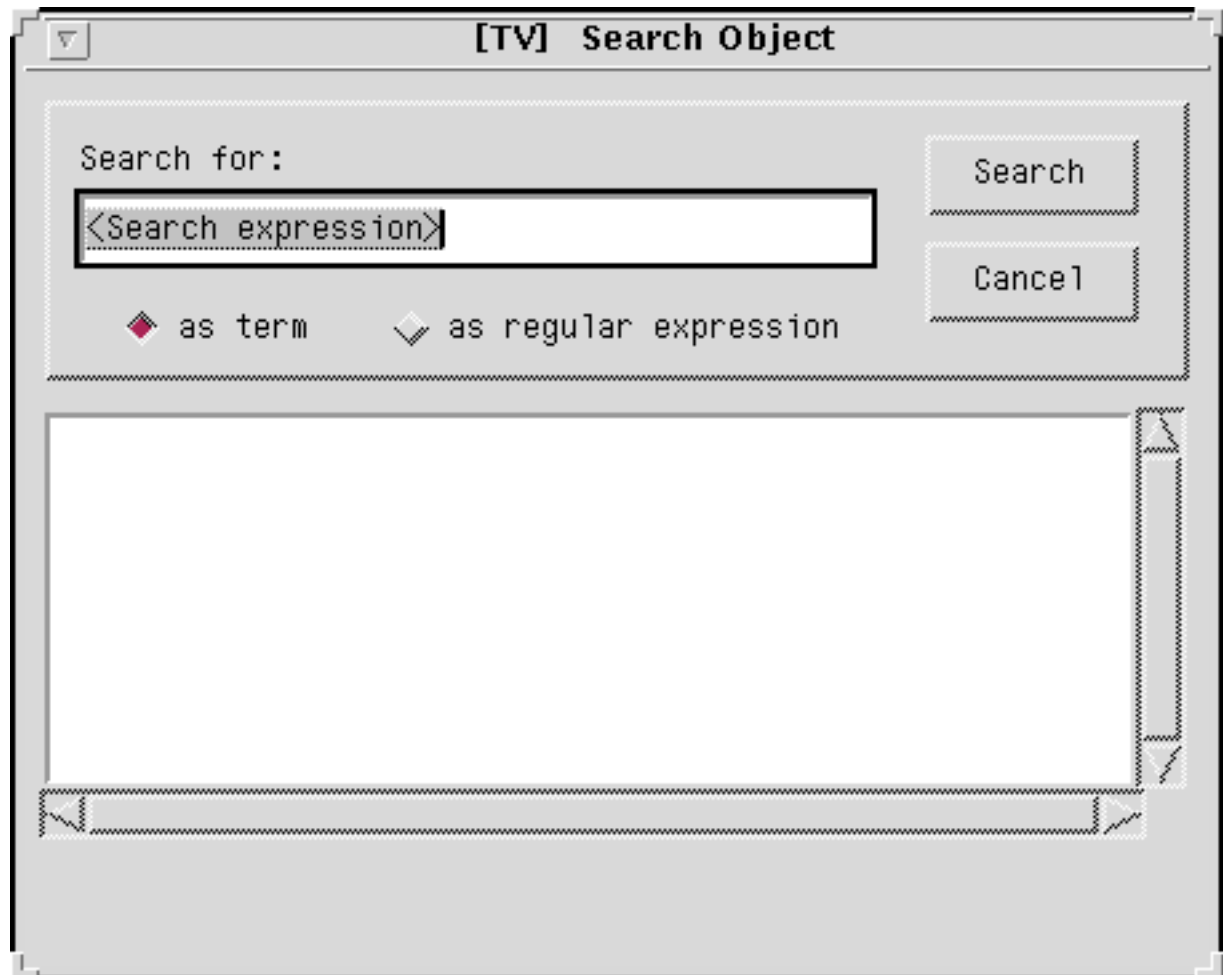 [TV] Search Object
Search for:
Search
<Search expression>
Cancel
as term as regular expression